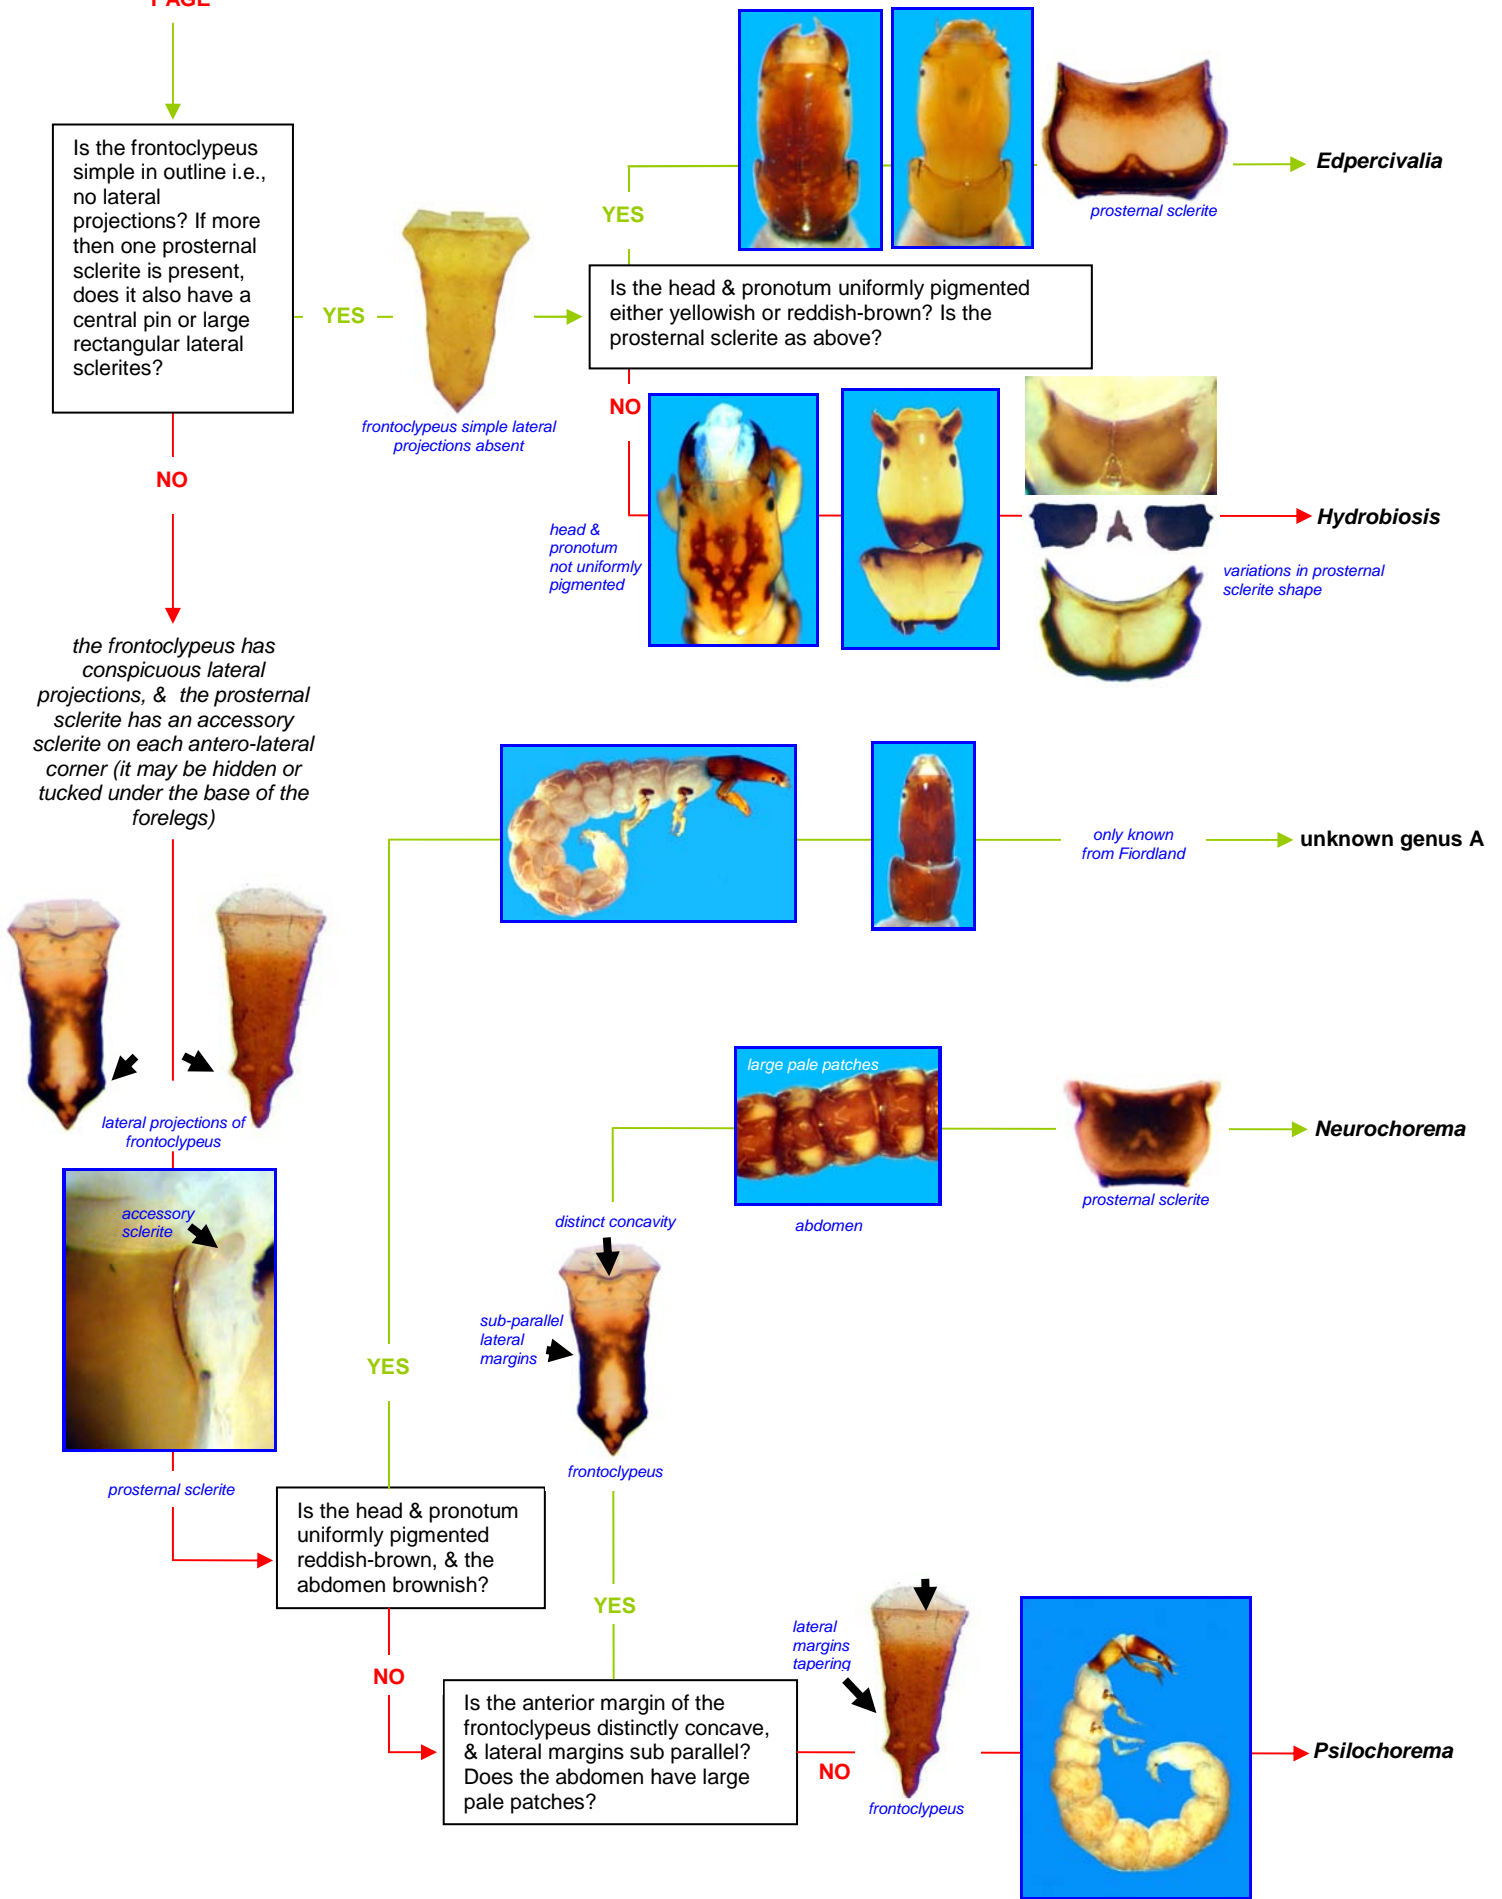 PAGE
Is the frontoclypeus
simple in outline i.e.,
no lateral
projections? If more
then one prosternal
sclerite is present,
does it also have a
central pin or large
rectangular lateral
sclerites?
YES
frontoclypeus simple lateral
projections absent
YES
prosternal sclerite
Edpercivalia
Is the head & pronotum uniformly pigmented
either yellowish or reddish-brown? Is the
prosternal sclerite as above?
NO
head &
pronotum
not uniformly
pigmented
Hydrobiosis
variations in prosternal
sclerite shape
NO
the frontoclypeus has
conspicuous lateral
projections, & the prosternal
sclerite has an accessory
sclerite on each antero-lateral
corner (it may be hidden or
tucked under the base of the
forelegs)
only known
from Fiordland
unknown genus A
lateral projections of
frontoclypeus
accessory
sclerite
prosternal sclerite
large pale patches
abdomen
prosternal sclerite
Neurochorema
distinct concavity
sub-parallel
lateral
margins
frontoclypeus
YES
Is the head & pronotum
uniformly pigmented
reddish-brown, & the
abdomen brownish?
YES
NO
Is the anterior margin of the
frontoclypeus distinctly concave,
& lateral margins sub parallel?
Does the abdomen have large
pale patches?
NO
lateral
margins
tapering
frontoclypeus
Psilochorema